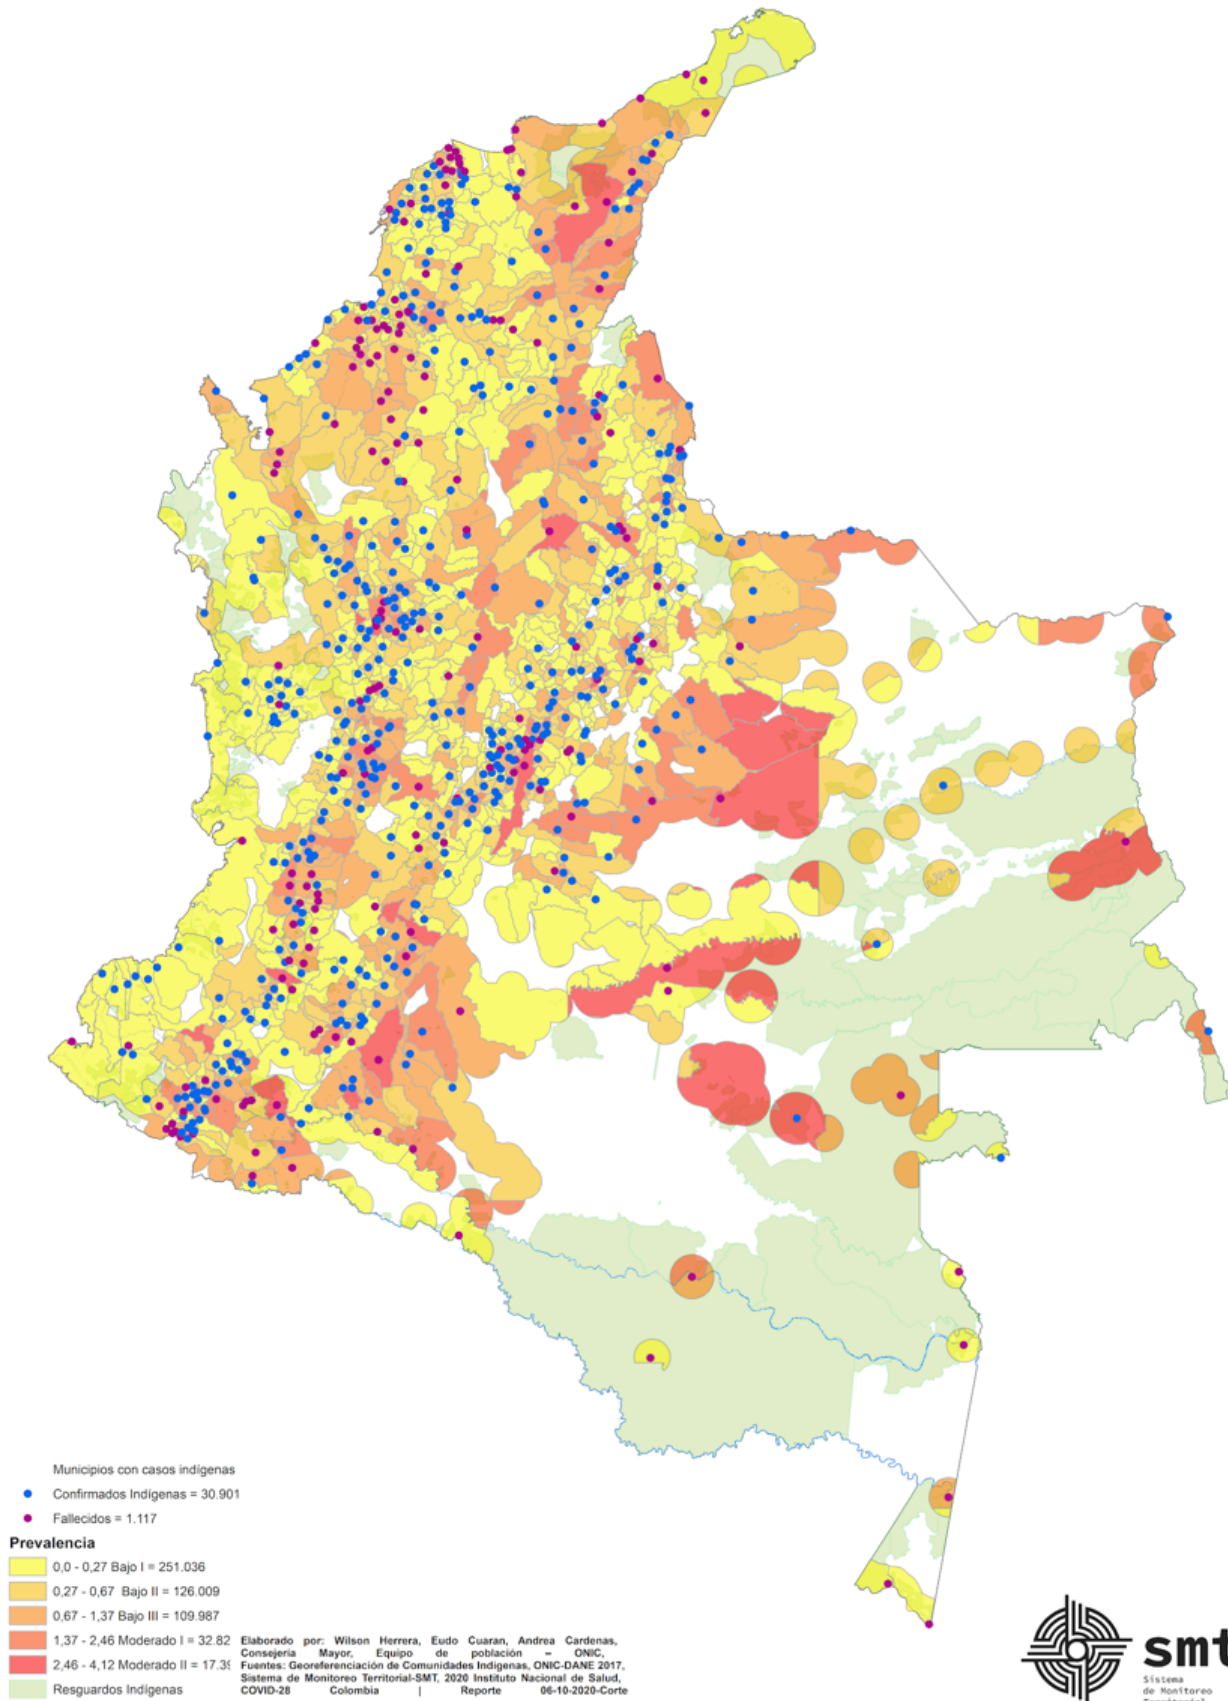 Municipios con casos indígenas
Confirmados Indígenas = 30.901
Fallecidos = 1.117
Prevalencia
0,0 - 0,27 Bajo I = 251.036
0,27 - 0,67 Bajo II = 126.009
0,67 - 1,37 Bajo III = 109.987
1,37 - 2,46 Moderado I = 32.82
2,46 - 4,12 Moderado II = 17.39
Resguardos Indígenas
Elaborado por: Wilson Herrera, Eudo Cuaran, Andrea Cardenas,
Consejeria Mayor, Equipo de población – ONIC,
Fuentes: Georeferenciación de Comunidades Indigenas, ONIC-DANE 2017,
Sistema de Monitoreo Territorial-SMT, 2020 Instituto Nacional de Salud,
COVID-28 Colombia | Reporte 06-10-2020-Corte
smt
Sistema
de Monitoreo
Territorial